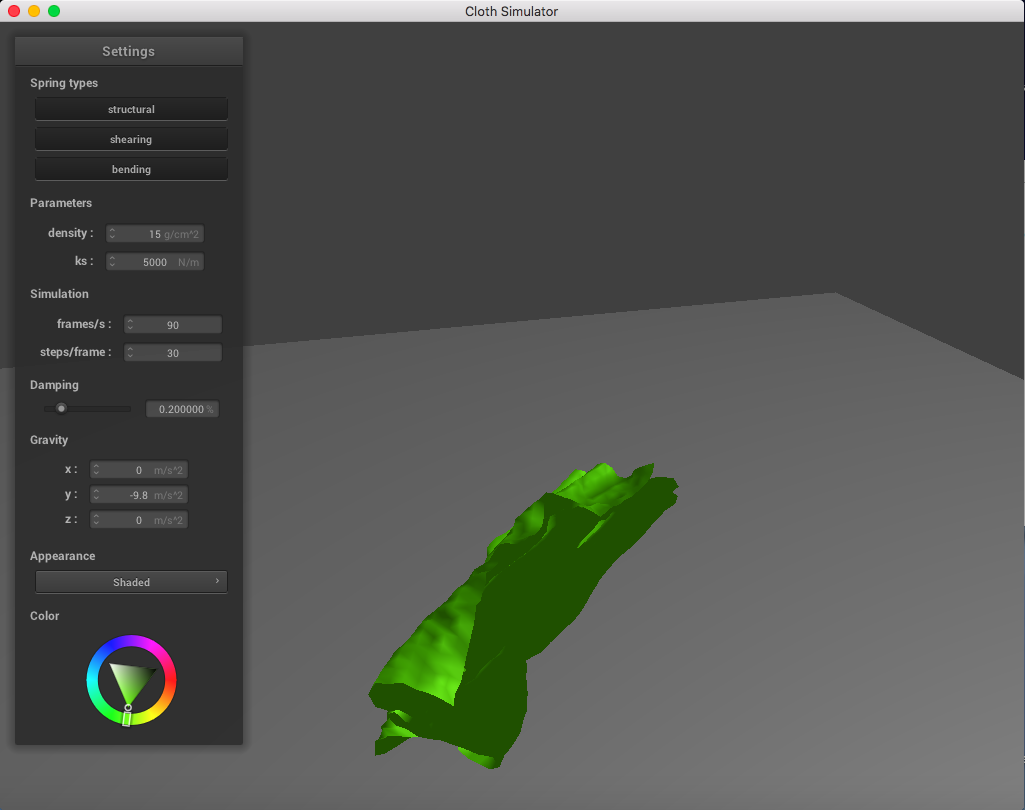 Cloth Simulator
Settings
Spring types
structural
shearing
bending
Parameters
density : 15 g/cm^2
ks : 5000 N/m
Simulation
frames/s : 90
steps/frame : 30
Damping
0.200000 %
Gravity
x : 0 m/s^2
y : -9.8 m/s^2
z : 0 m/s^2
Appearance
Shaded
Color